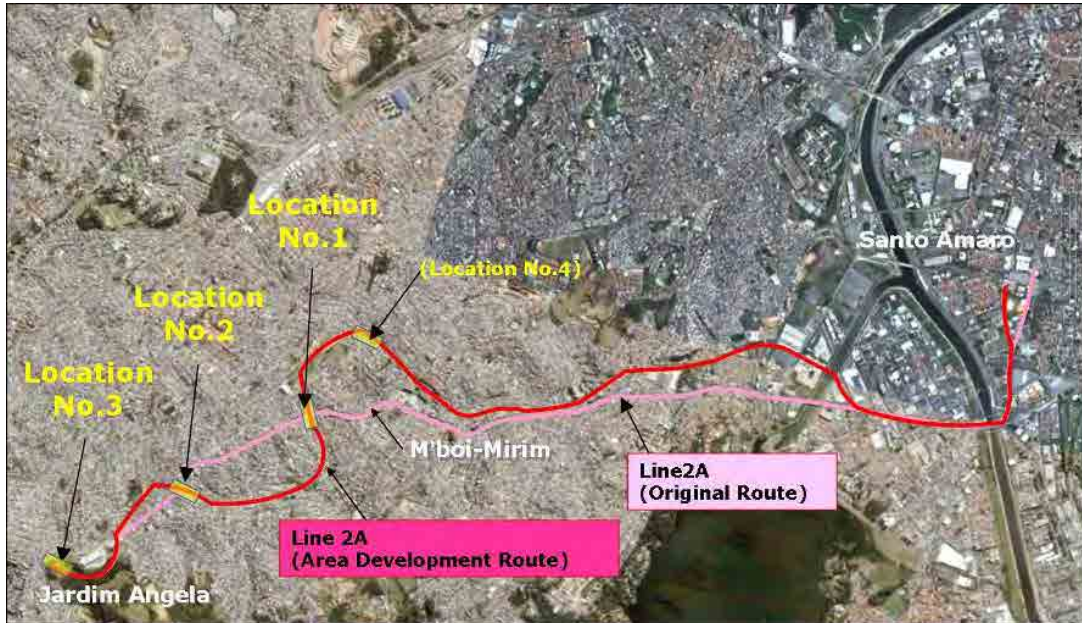 Location
No.1
Santo Amaro
(Location No.4)
Location
No.2
Location
No.3
M'boi-Mirim
Line2A
(Original Route)
Line 2A
(Area Development Route)
Jardim Angela